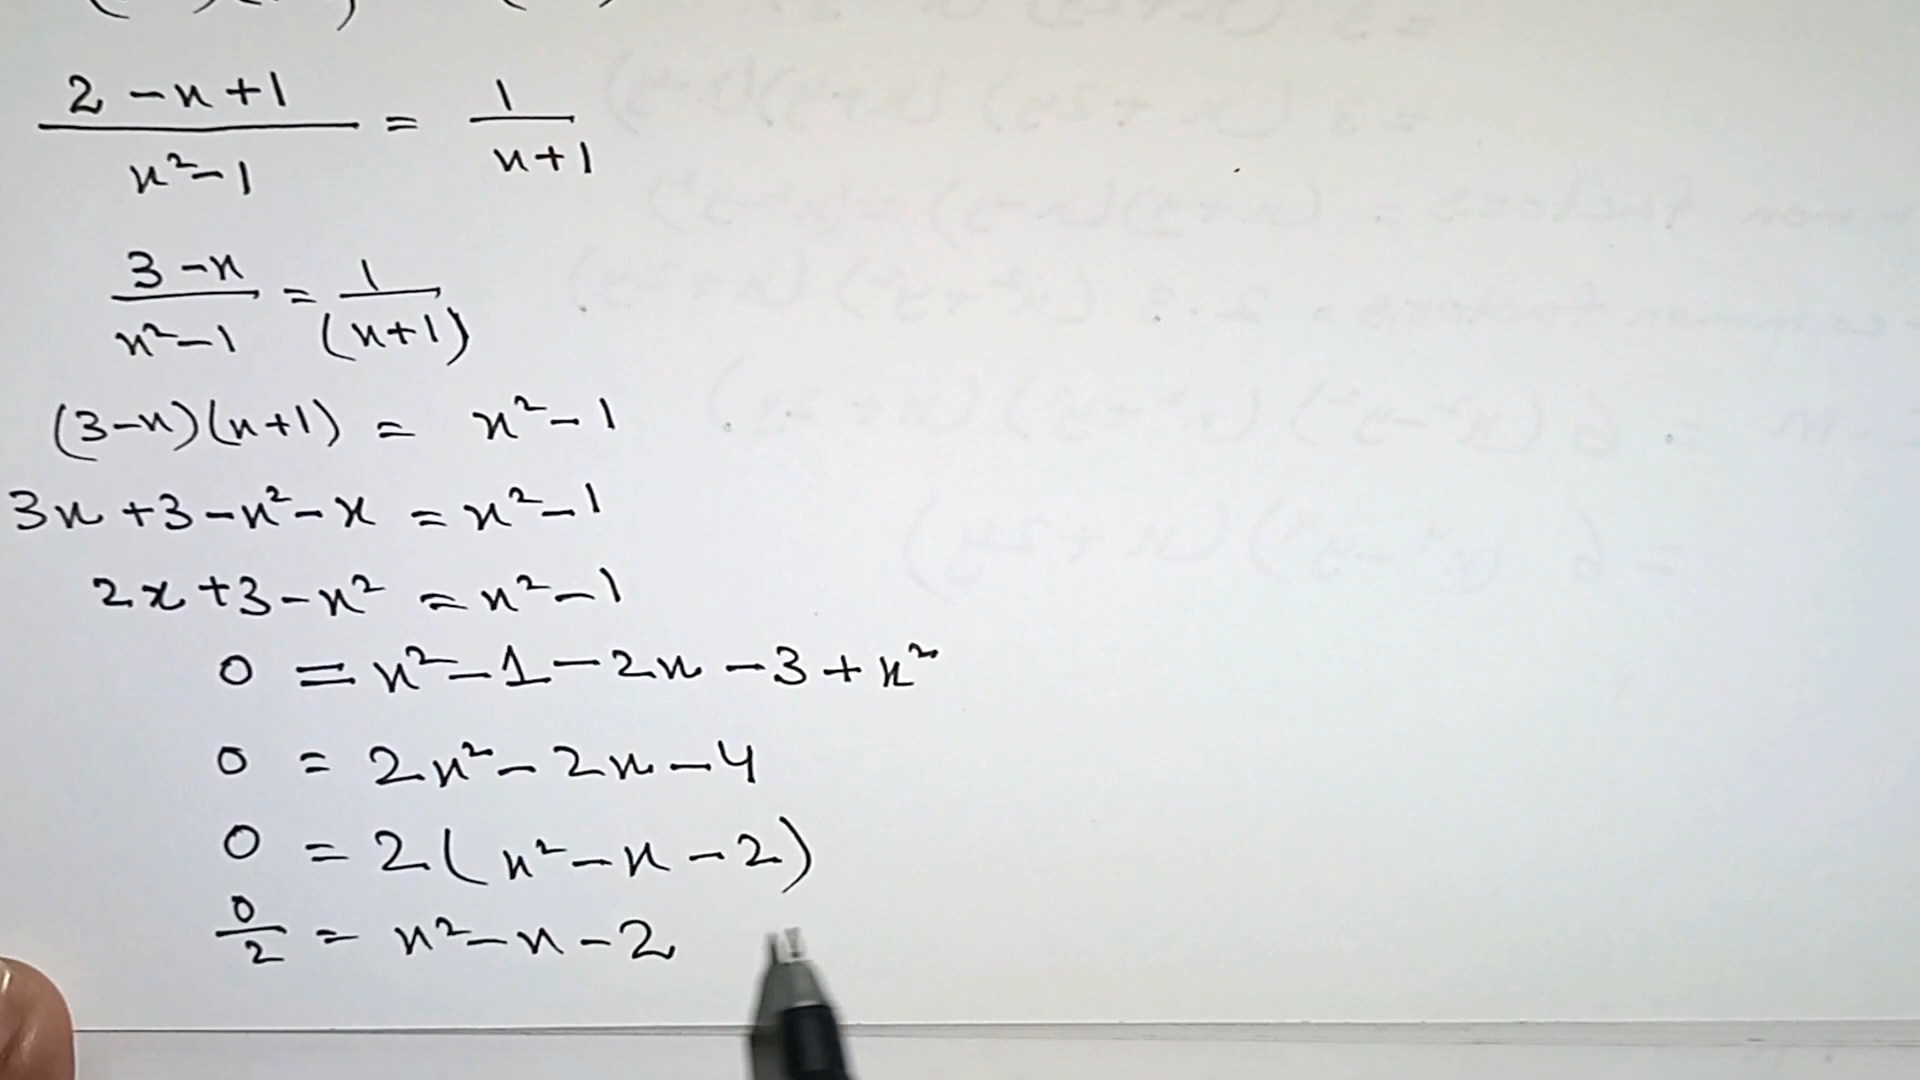 (2 - x + 1)/(x² - 1) = 1/(x + 1)
(3 - x)/(x² - 1) = 1/((x + 1))
(3 - x)(x + 1) = x² - 1
3x + 3 - x² - x = x² - 1
2x + 3 - x² = x² - 1
0 = x² - 1 - 2x - 3 + x²
0 = 2x² - 2x - 4
0 = 2(x² - x - 2)
0/2 = x² - x - 2